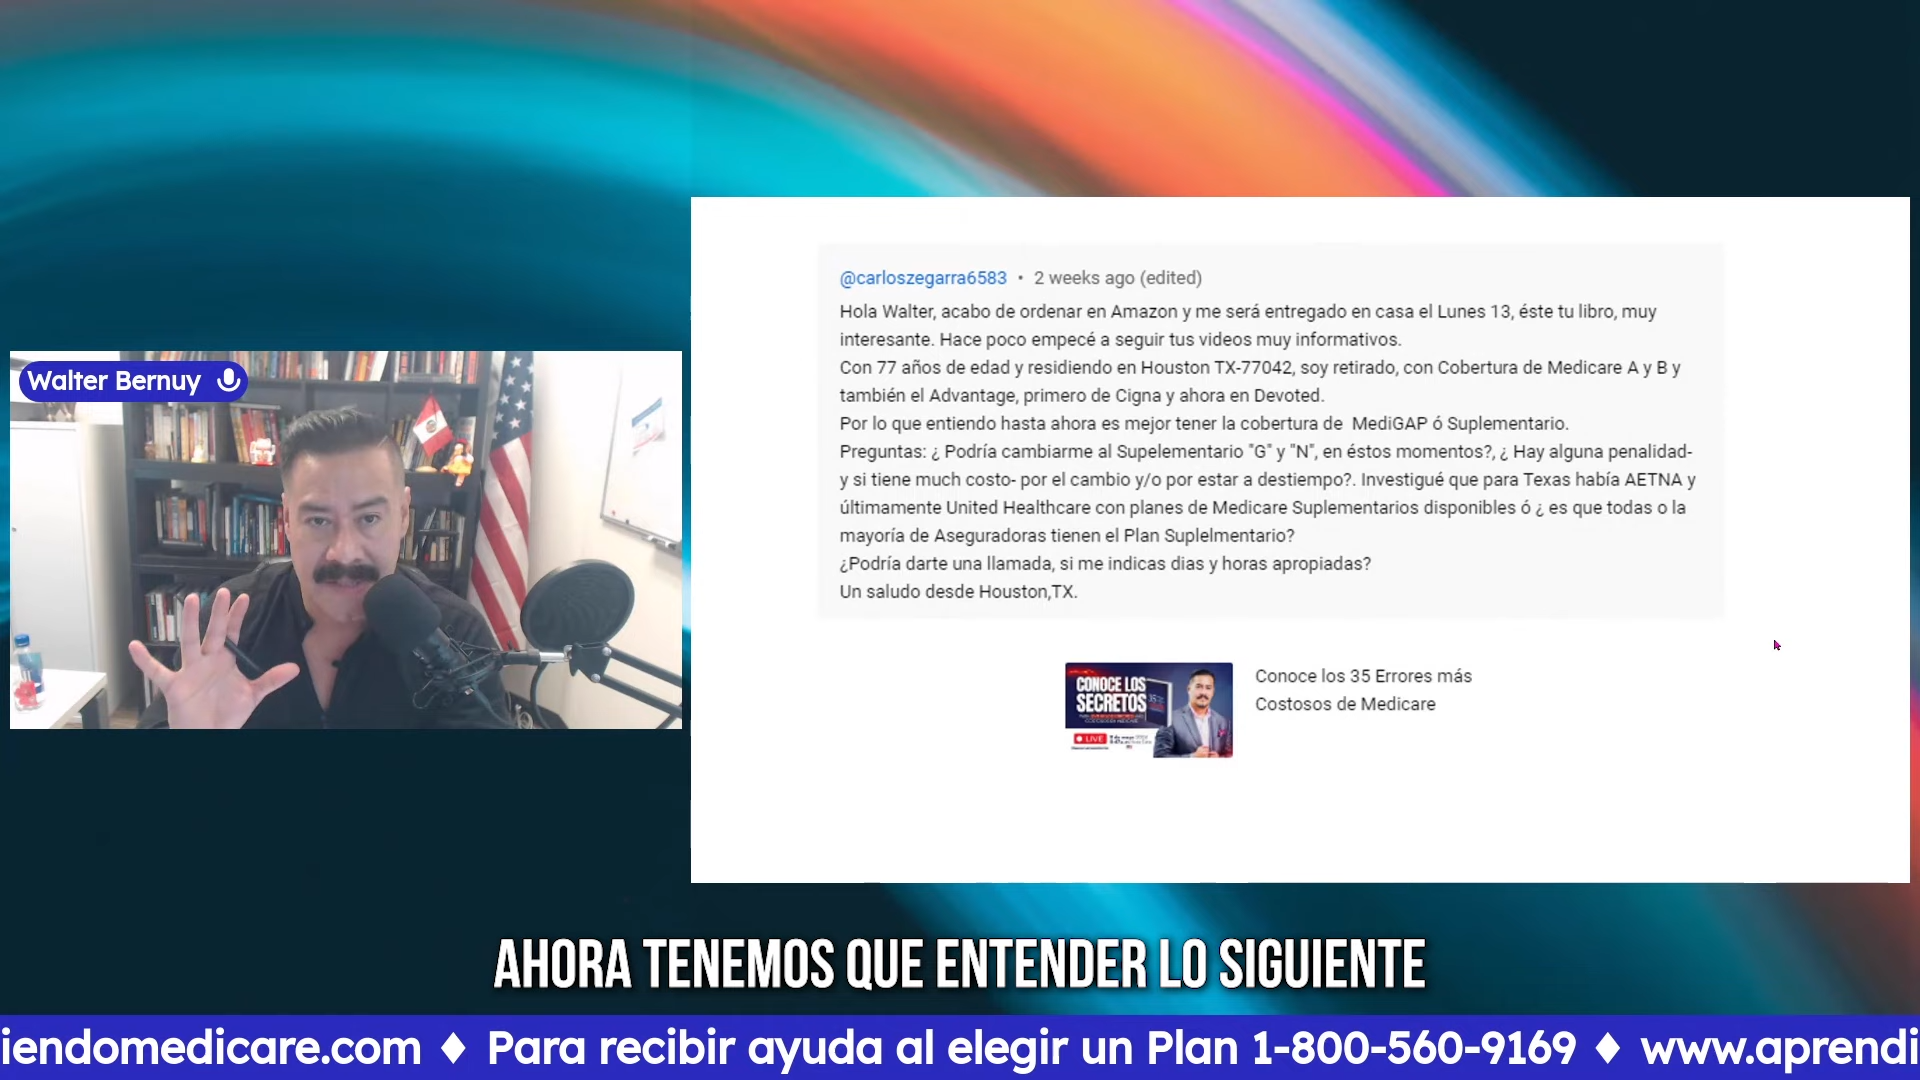 Walter Bernuy
@carloszegarra6583 • 2 weeks ago (edited)
Hola Walter, acabo de ordenar en Amazon y me será entregado en casa el Lunes 13, éste tu libro, muy
interesante. Hace poco empecé a seguir tus videos muy informativos.
Con 77 años de edad y residiendo en Houston TX-77042, soy retirado, con Cobertura de Medicare A y B y
también el Advantage, primero de Cigna y ahora en Devoted.
Por lo que entiendo hasta ahora es mejor tener la cobertura de MediGAP ó Suplementario.
Preguntas: ¿ Podría cambiarme al Supelementario "G" y "N", en éstos momentos?, ¿ Hay alguna penalidad-
y si tiene much costo- por el cambio y/o por estar a destiempo?. Investigué que para Texas había AETNA y
últimamente United Healthcare con planes de Medicare Suplementarios disponibles ó ¿ es que todas o la
mayoría de Aseguradoras tienen el Plan Suplelmentario?
¿Podría darte una llamada, si me indicas dias y horas apropiadas?
Un saludo desde Houston,TX.
CONOCE LOS
SECRETOS
LIVE
Conoce los 35 Errores más
Costosos de Medicare
AHORA TENEMOS QUE ENTENDER LO SIGUIENTE
iendomedicare.com ♦ Para recibir ayuda al elegir un Plan 1-800-560-9169 ♦ www.aprendi